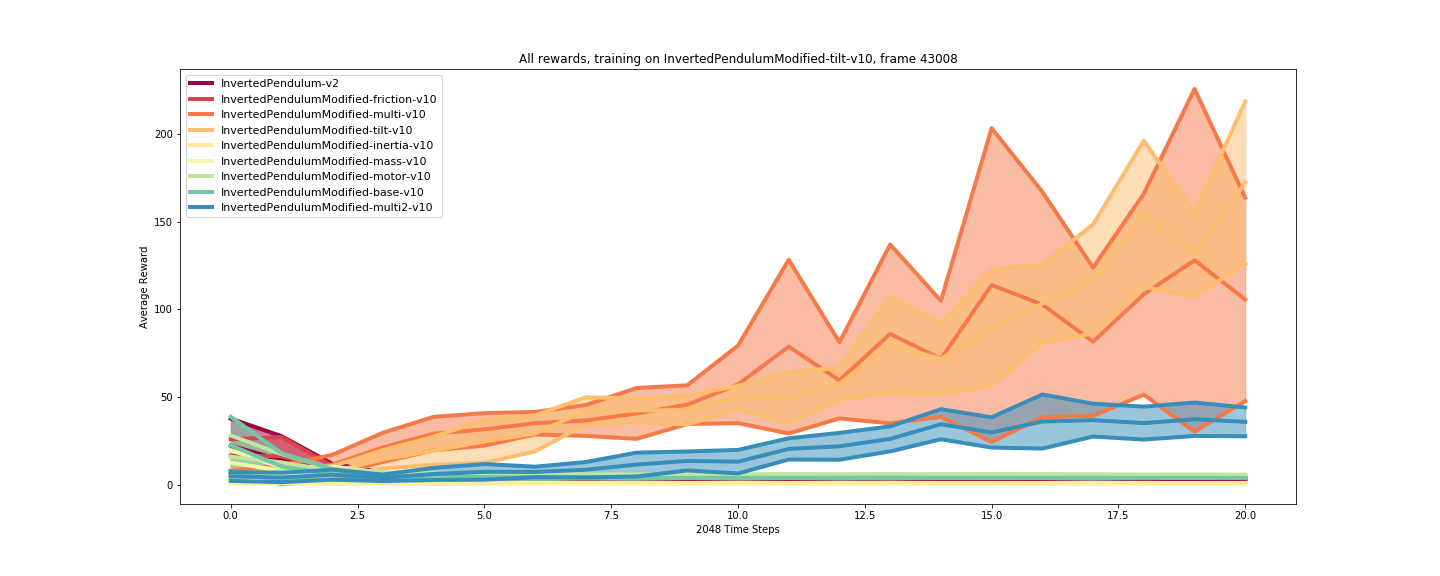 All rewards, training on InvertedPendulumModified-tilt-v10, frame 43008
InvertedPendulum-v2
InvertedPendulumModified-friction-v10
InvertedPendulumModified-multi-v10
InvertedPendulumModified-tilt-v10
InvertedPendulumModified-inertia-v10
InvertedPendulumModified-mass-v10
InvertedPendulumModified-motor-v10
InvertedPendulumModified-base-v10
InvertedPendulumModified-multi2-v10
Average Reward
200
150
100
50
0
0.0 2.5 5.0 7.5 10.0 12.5 15.0 17.5 20.0
2048 Time Steps